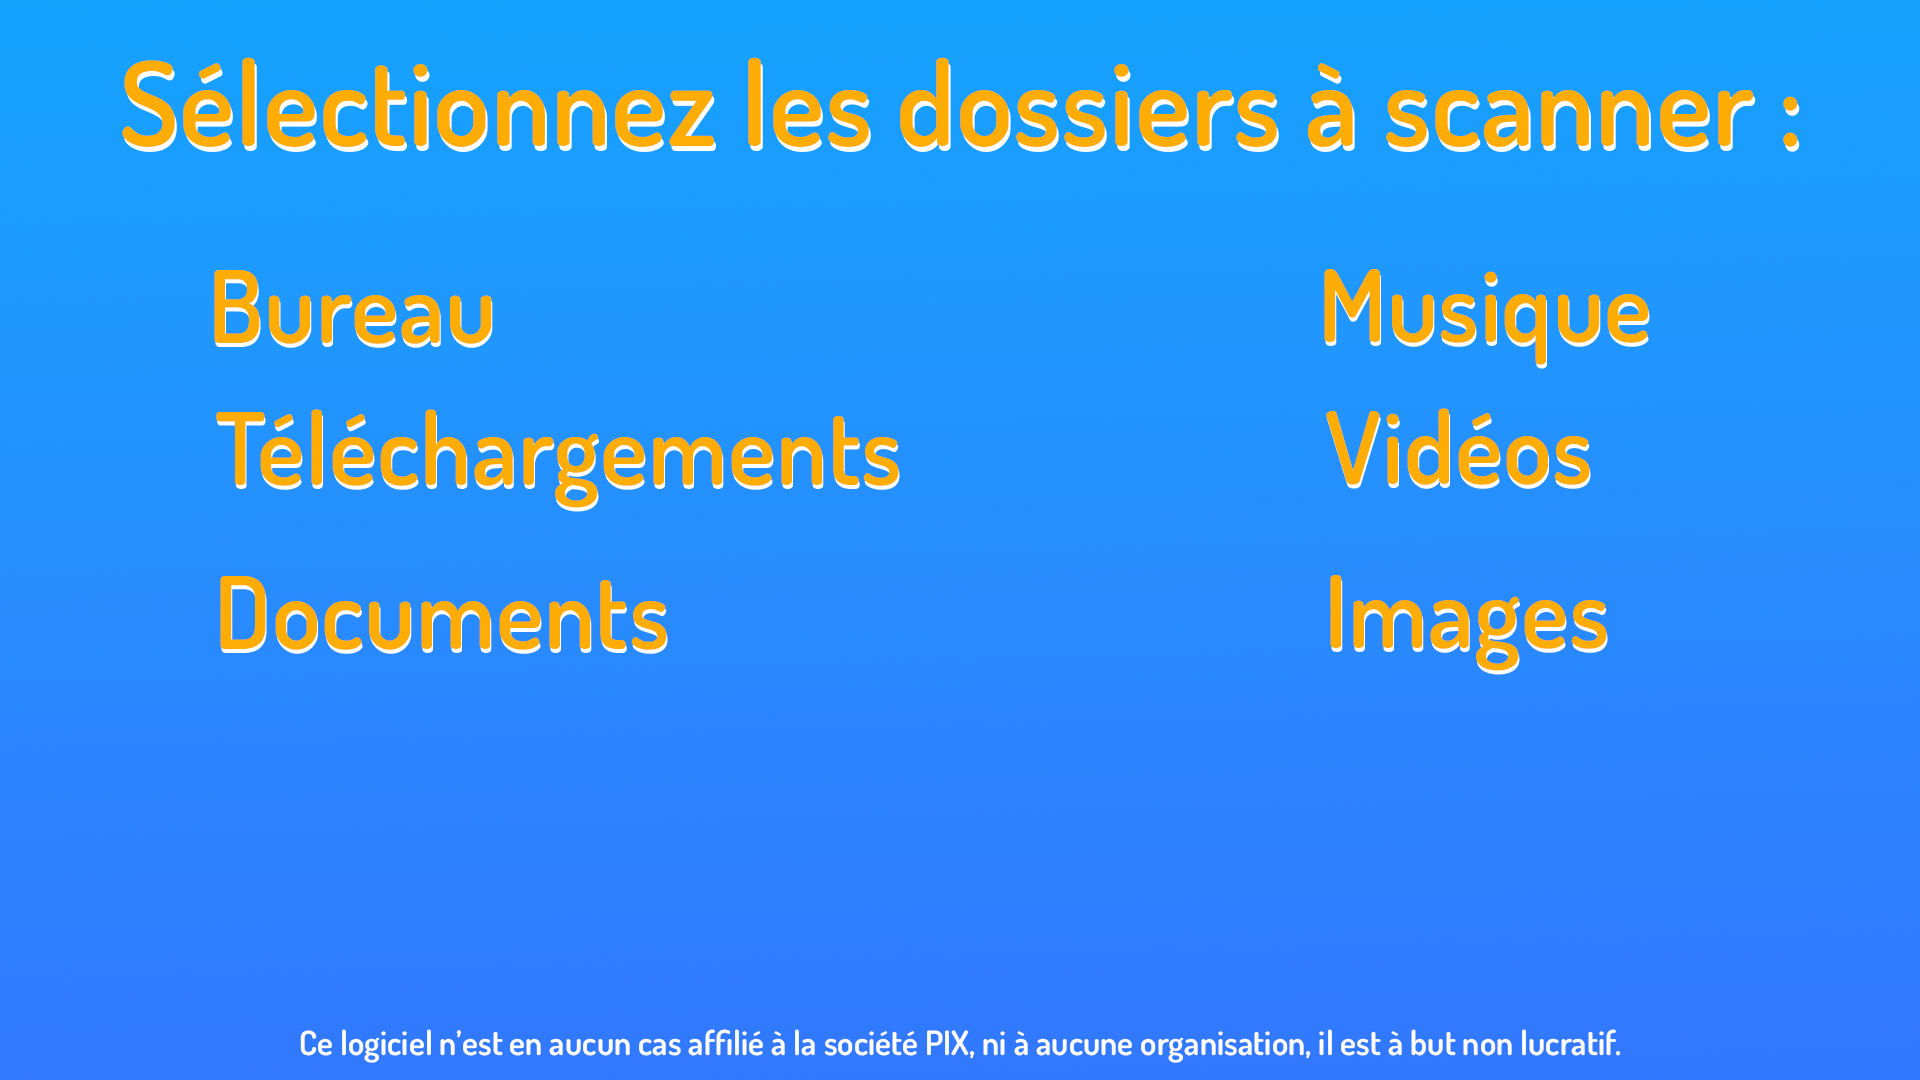 Sélectionnez les dossiers à scanner :
Bureau
Téléchargements
Documents
Musique
Vidéos
Images
Ce logiciel n’est en aucun cas affilié à la société PIX, ni à aucune organisation, il est à but non lucratif.